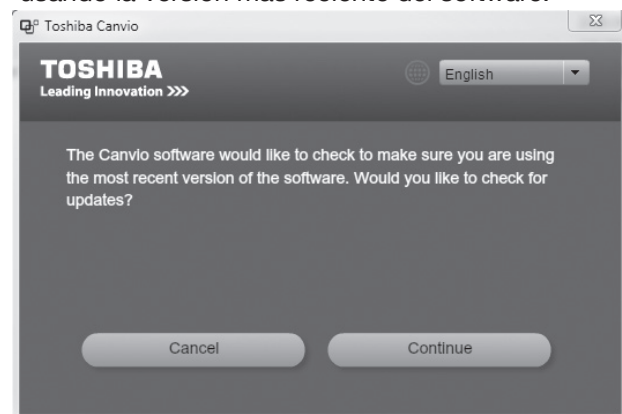 usando la versión más reciente del software.
Toshiba Canvio
TOSHIBA
English
Leading Innovation >>>
The Canvio software would like to check to make sure you are using
the most recent version of the software. Would you like to check for
updates?
Cancel
Continue